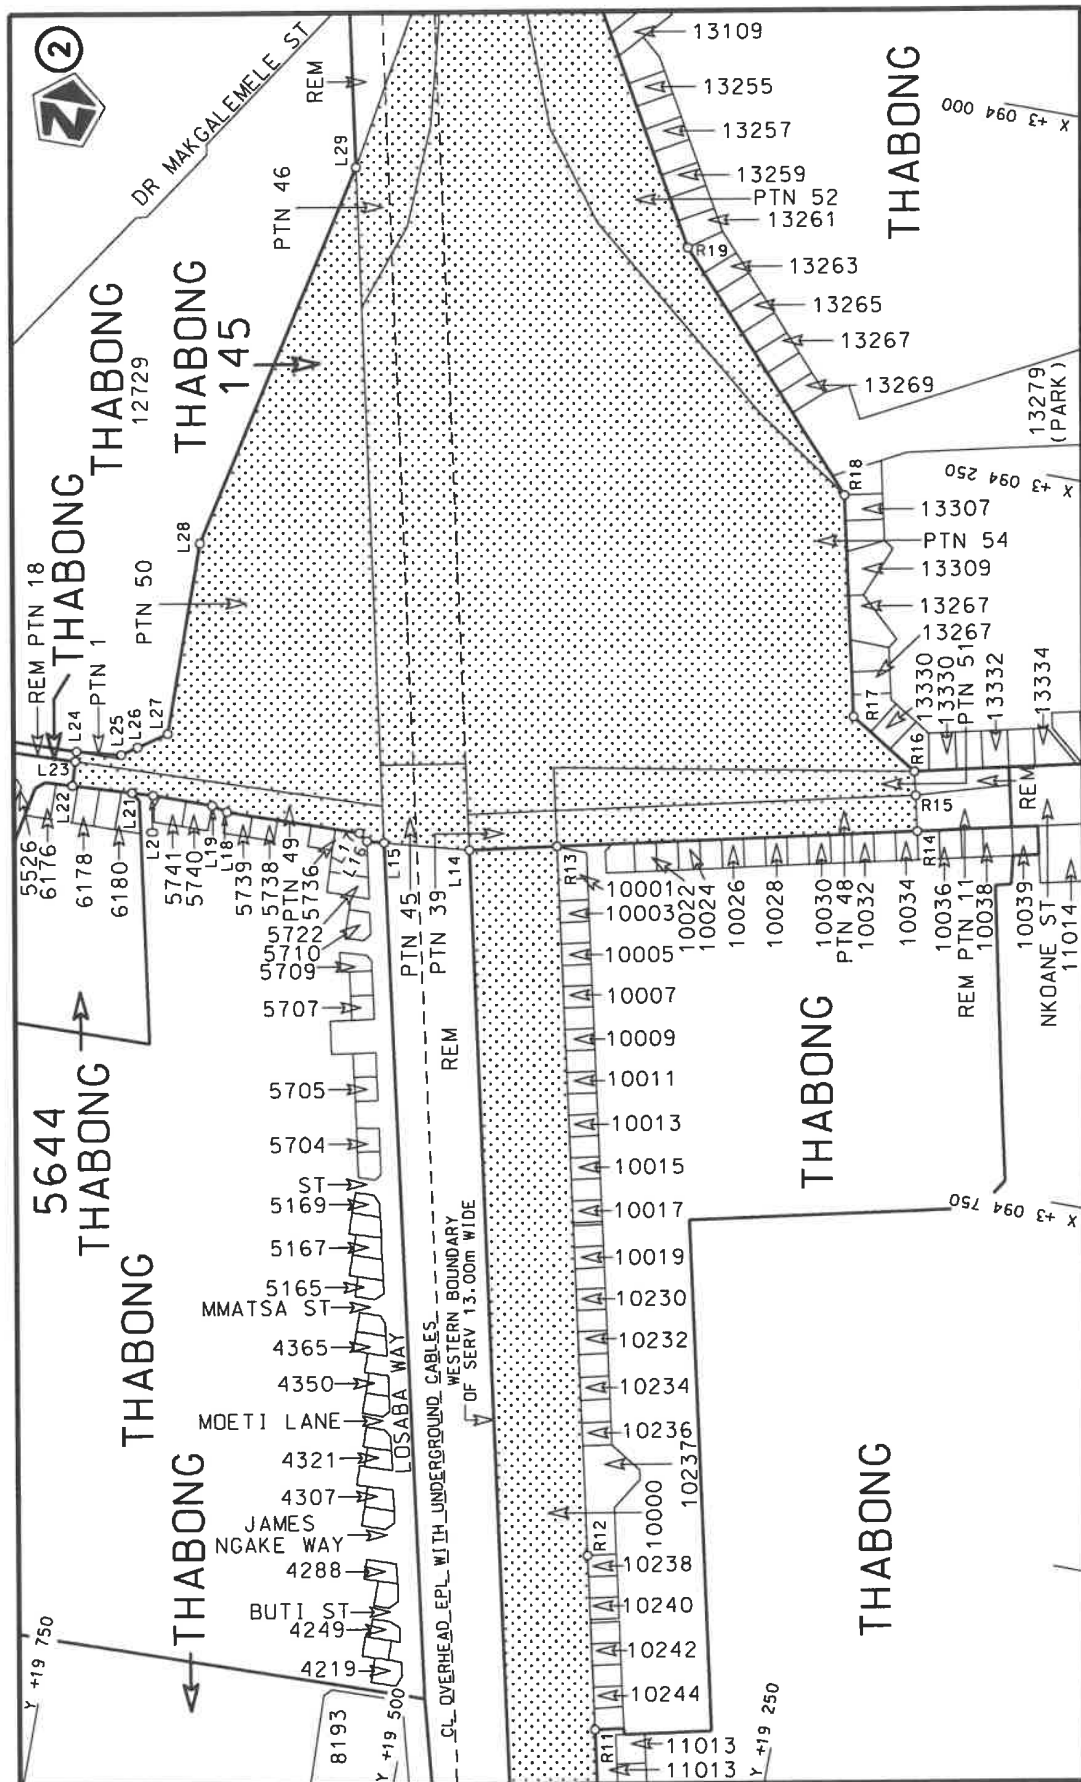 2
N
DR MAKGALEMELE ST
REM
L29
PTN 46
THABONG
12729
THABONG
145
REM PTN 18
THABONG
PTN 1
PTN 50
L28
L24
L25
L26
L27
L23
L22
L21
L20
L19
L18
L17
L16
L15
L14
5526
6176
6178
6180
5741
5740
5739
5738
PTN 49
5736
5722
5710
5709
5707
5705
5704
ST
5169
5167
5165
MMATSA ST
4365
4350
MOETI LANE
4321
4307
JAMES
NGAKE WAY
4288
BUTI ST
4249
4219
8193
5644
THABONG
THABONG
THABONG
Y +19 750
Y +19 500
PTN 45
PTN 39
REM
LOSABA WAY
CL OVERHEAD EPL WITH UNDERGROUND CABLES
WESTERN BOUNDARY
OF SERV 13.00m WIDE
13109
13255
13257
13259
PTN 52
13261
R19
13263
13265
13267
13269
THABONG
X +3 094 000
13279
(PARK)
X +3 094 250
R18
13307
PTN 54
13309
13267
13267
R17
13330
13330
PTN 51
13332
13334
R16
R15
REM
R14
R13
10001
10003
10022
10024
10026
10028
10030
PTN 48
10032
10034
10036
REM PTN 11
10038
10039
NKOANE ST
11014
10005
10007
10009
10011
10013
10015
10017
10019
10230
10232
10234
10236
10237
10000
R12
10238
10240
10242
10244
R11
11013
11013
THABONG
X +3 094 750
THABONG
Y +19 250